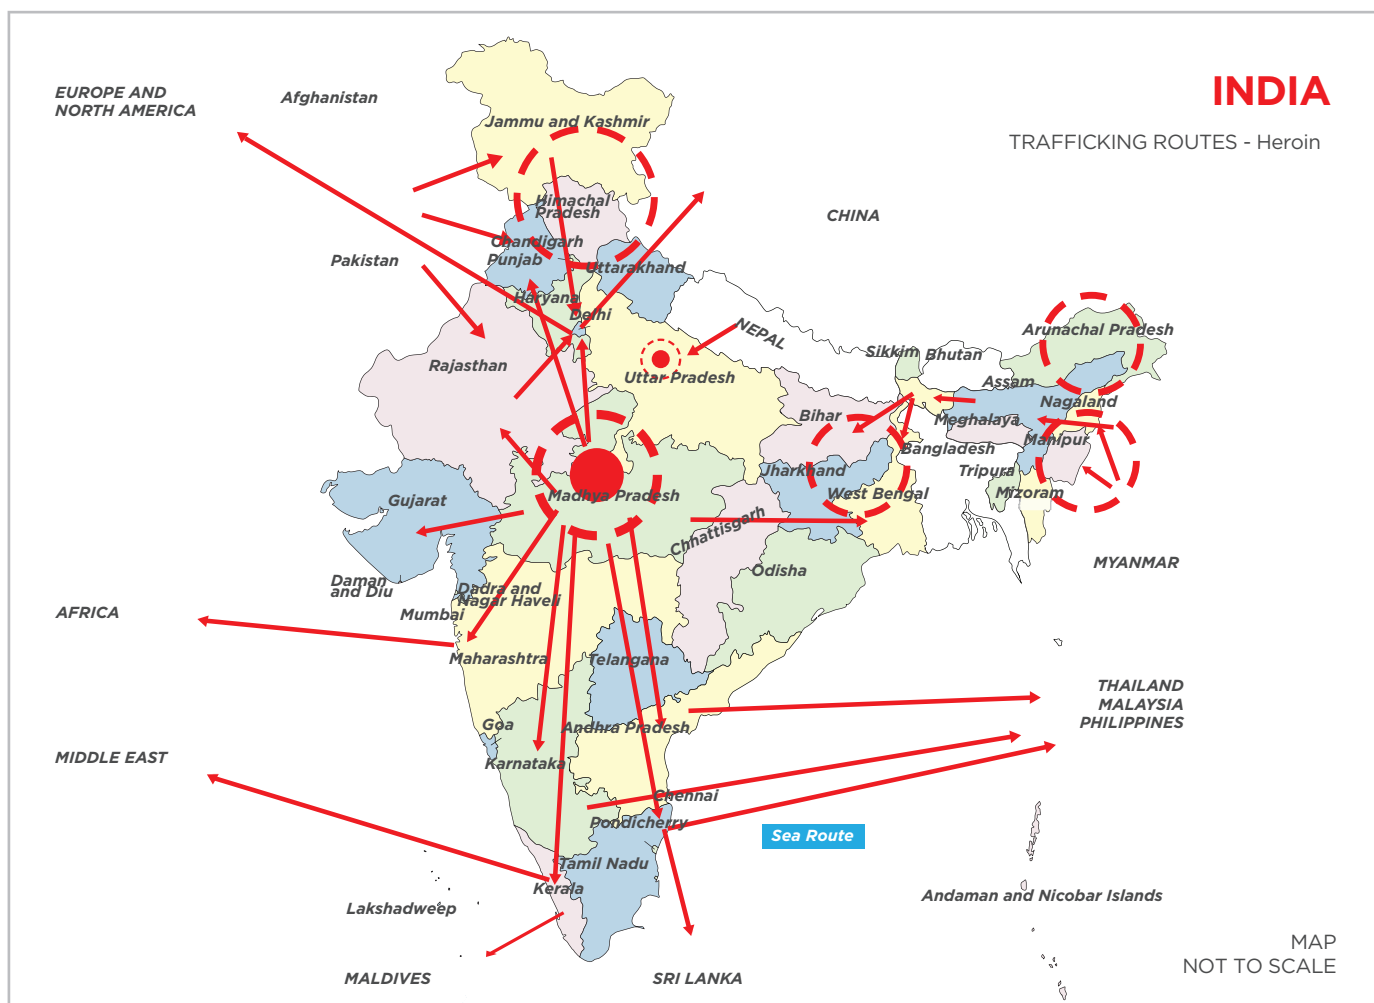 INDIA
TRAFFICKING ROUTES - Heroin
EUROPE AND
NORTH AMERICA
Afghanistan
Jammu and Kashmir
CHINA
Himachal
Pradesh
Chandigarh
Punjab
Pakistan
Uttarakhand
Haryana
Delhi
NEPAL
Arunachal Pradesh
Rajasthan
Uttar Pradesh
Sikkim
Bhutan
Assam
Nagaland
Bihar
Meghalaya
Manipur
Bangladesh
Jharkhand
Tripura
Gujarat
Madhya Pradesh
West Bengal
Mizoram
Chhattisgarh
MYANMAR
Odisha
Daman
and Diu
Dadra and
Nagar Haveli
AFRICA
Mumbai
Maharashtra
Telangana
THAILAND
MALAYSIA
PHILIPPINES
Goa
Andhra Pradesh
MIDDLE EAST
Karnataka
Chennai
Pondicherry
Sea Route
Tamil Nadu
Kerala
Andaman and Nicobar Islands
Lakshadweep
MALDIVES
SRI LANKA
MAP
NOT TO SCALE